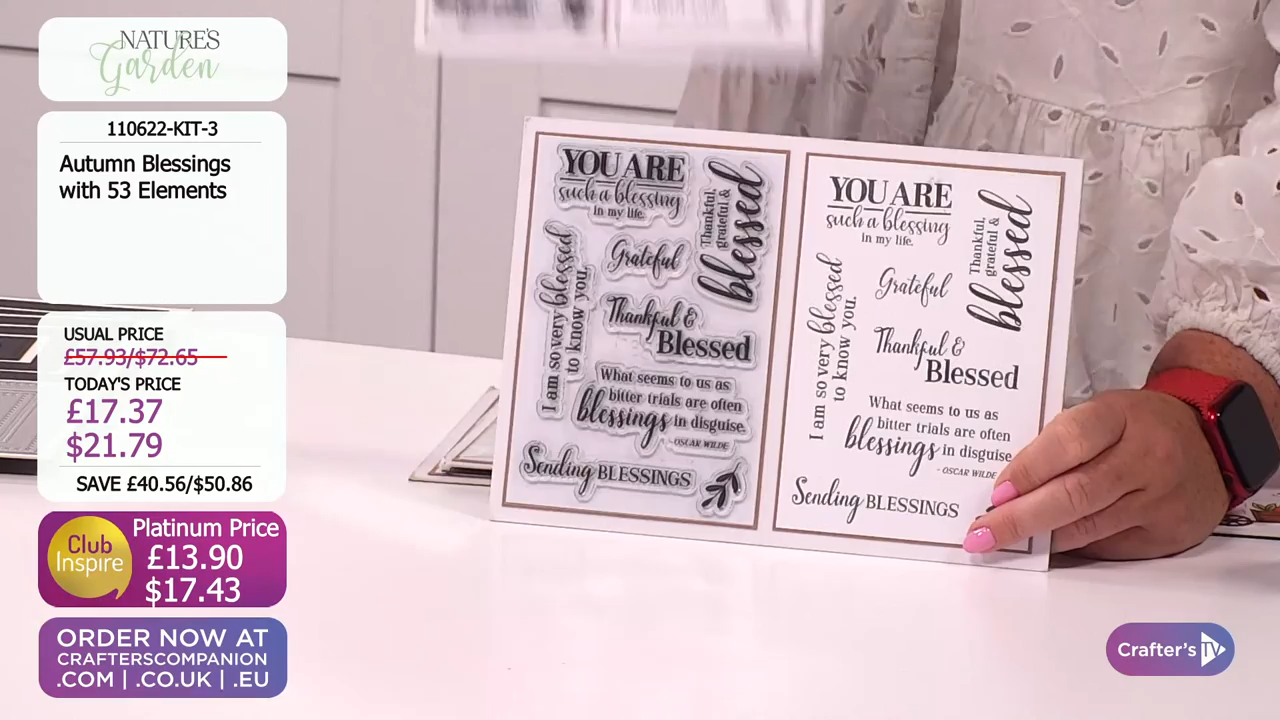 NATURE'S
Garden
110622-KIT-3
Autumn Blessings
with 53 Elements
USUAL PRICE
£57.93/$72.65
TODAY'S PRICE
£17.37
$21.79
SAVE £40.56/$50.86
Club
Inspire
Platinum Price
£13.90
$17.43
ORDER NOW AT
CRAFTERSCOMPANION
.COM | .CO.UK | .EU
YOU ARE
such a blessing
in my life.
Thankful,
grateful &
blessed
Grateful
I am so very blessed
to know you.
Thankful &
Blessed
What seems to us as
bitter trials are often
blessings in disguise.
- OSCAR WILDE
Sending BLESSINGS
YOU ARE
such a blessing
in my life.
Thankful,
grateful &
blessed
Grateful
I am so very blessed
to know you.
Thankful &
Blessed
What seems to us as
bitter trials are often
blessings in disguise
- OSCAR WILDE
Sending BLESSINGS
Crafter's TV